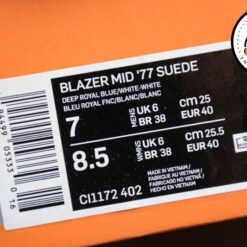 BLAZER MID '77 SUEDE
DEEP ROYAL BLUE/WHITE-WHITE
BLEU ROYAL FNC/BLANC/BLANC
7 MENS UK 6 CM 25
BR 38 EUR 40
8.5 WMNS UK 6 CM 25.5
BR 38 EUR 40
CI1172 402
MADE IN VIETNAM /
FABRIQUÉ AU VIETNAM /
HECHO EN VIETNAM